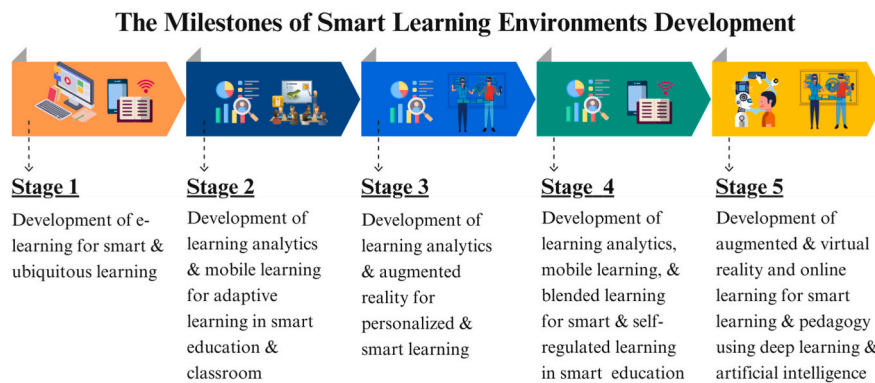 The Milestones of Smart Learning Environments Development
Stage 1
Development of e-
learning for smart &
ubiquitous learning
Stage 2
Development of
learning analytics
& mobile learning
for adaptive
learning in smart
education &
classroom
Stage 3
Development of
learning analytics
& augmented
reality for
personalized &
smart learning
Stage 4
Development of
learning analytics,
mobile learning, &
blended learning
for smart & self-
regulated learning
in smart education
Stage 5
Development of
augmented & virtual
reality and online
learning for smart
learning & pedagogy
using deep learning &
artificial intelligence